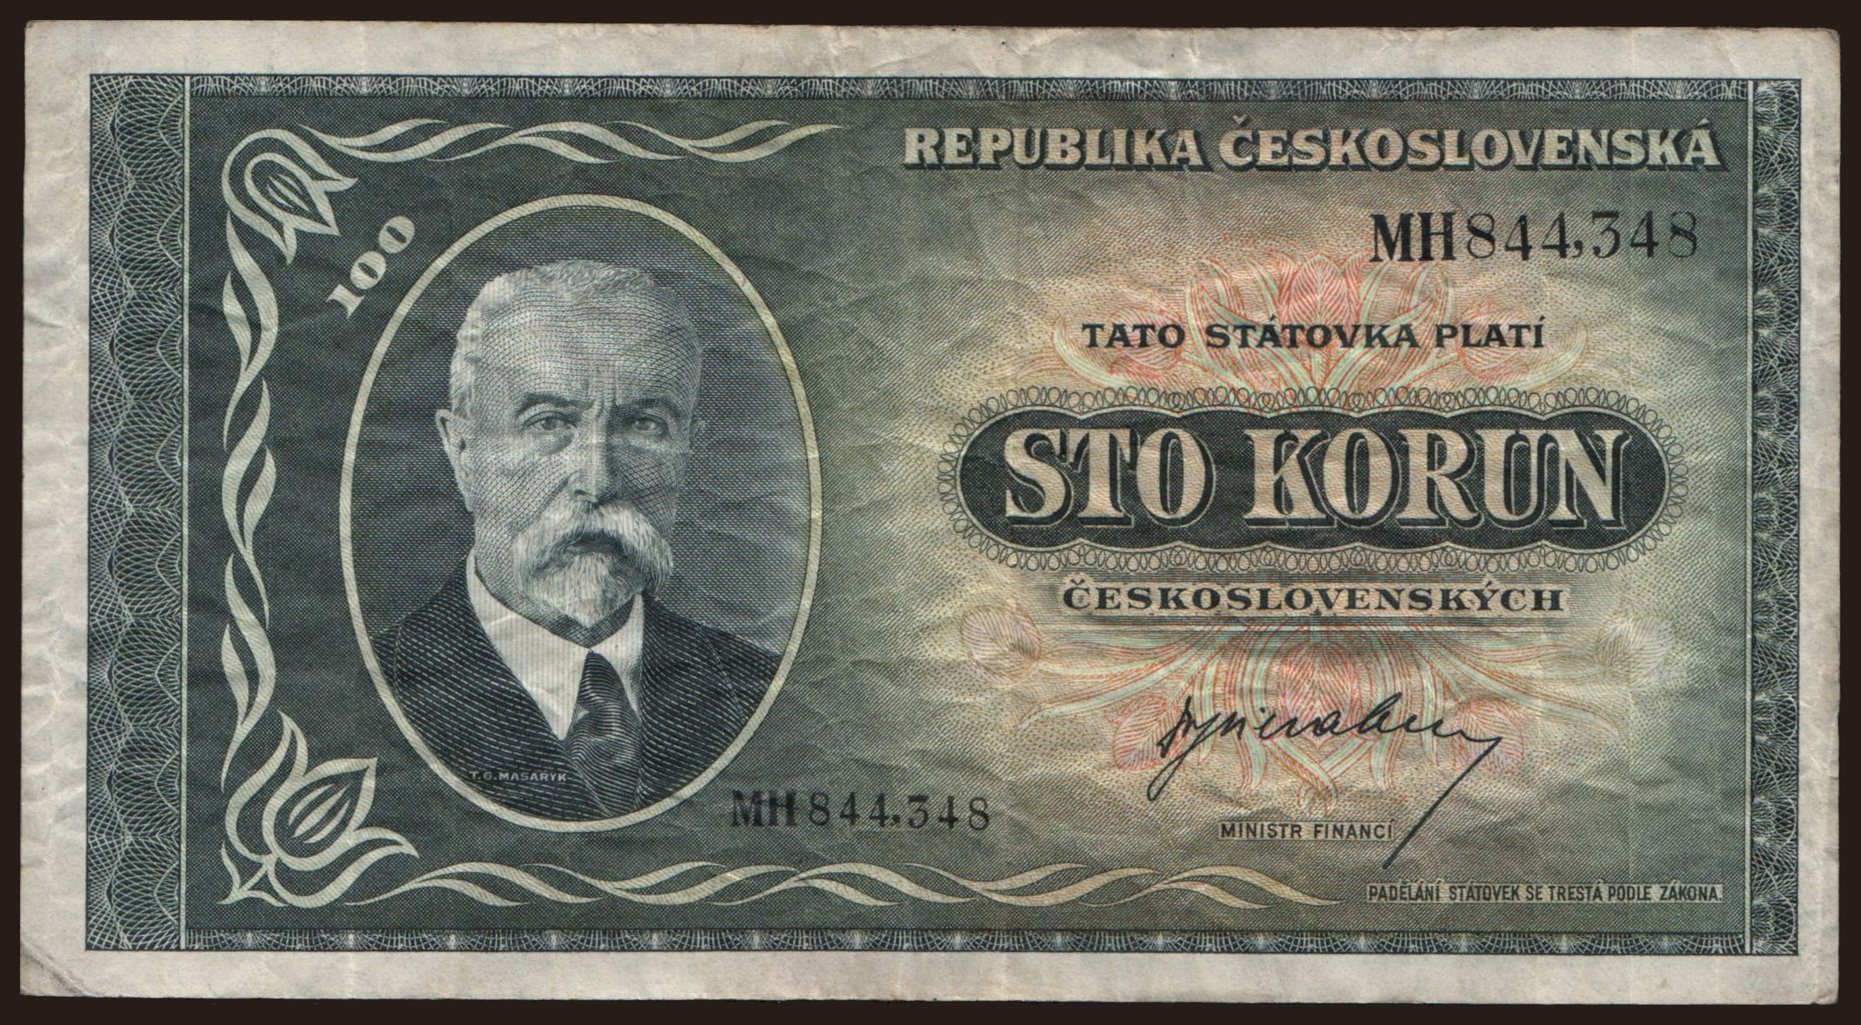 REPUBLIKA ČESKOSLOVENSKÁ
100
MH844,348
TATO STÁTOVKA PLATÍ
STO KORUN
ČESKOSLOVENSKÝCH
T.G.MASARYK
MH844,348
MINISTR FINANCÍ
PADĚLÁNÍ STÁTOVEK SE TRESTÁ PODLE ZÁKONA.